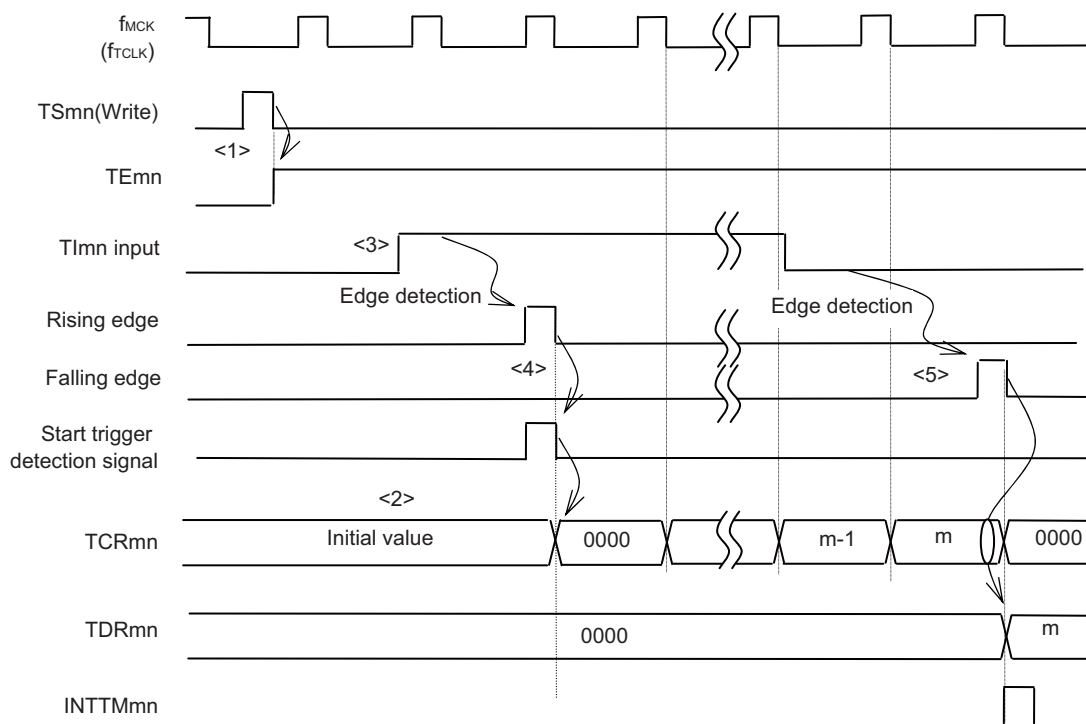 fMCK
(fTCLK)
TSmn(Write)
<1>
TEmn
TImn input
<3>
Edge detection
Edge detection
Rising edge
<4>
<5>
Falling edge
Start trigger
detection signal
<2>
TCRmn
Initial value
0000
m-1
m
0000
TDRmn
0000
m
INTTMmn